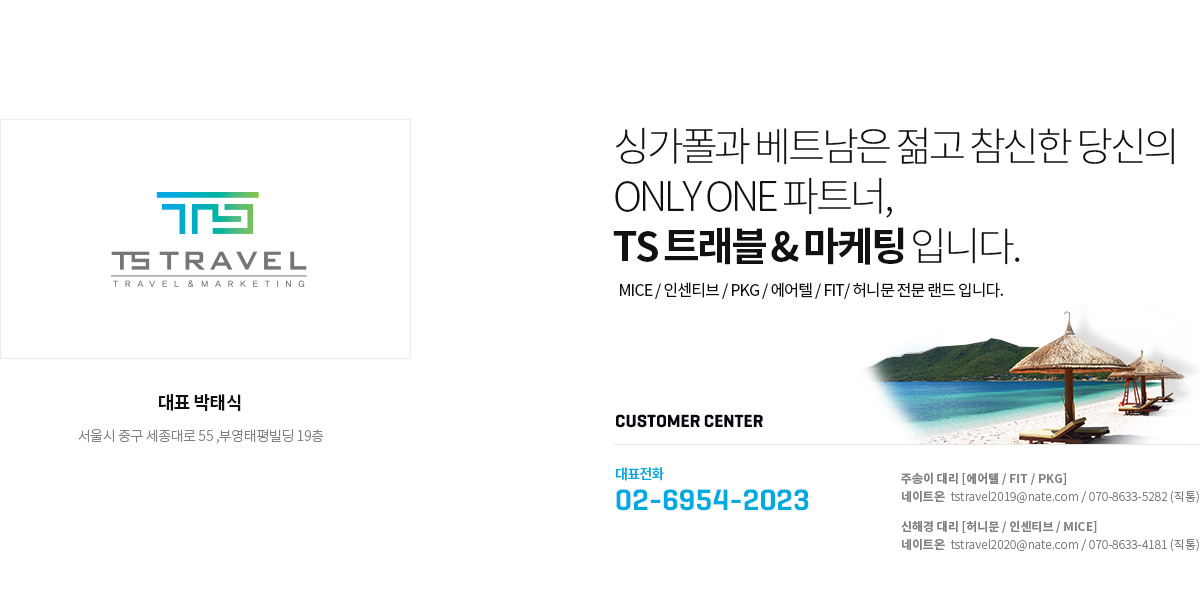 TS
TS TRAVEL
TRAVEL & MARKETING
대표 박태식
서울시 중구 세종대로 55 ,부영태평빌딩 19층
싱가폴과 베트남은 젊고 참신한 당신의
ONLY ONE 파트너,
TS 트래블 & 마케팅 입니다.
MICE / 인센티브 / PKG / 에어텔 / FIT/ 허니문 전문 랜드 입니다.
CUSTOMER CENTER
대표전화
02-6954-2023
주송이 대리 [에어텔 / FIT / PKG]
네이트온 tstravel2019@nate.com / 070-8633-5282 (직통)
신해경 대리 [허니문 / 인센티브 / MICE]
네이트온 tstravel2020@nate.com / 070-8633-4181 (직통)